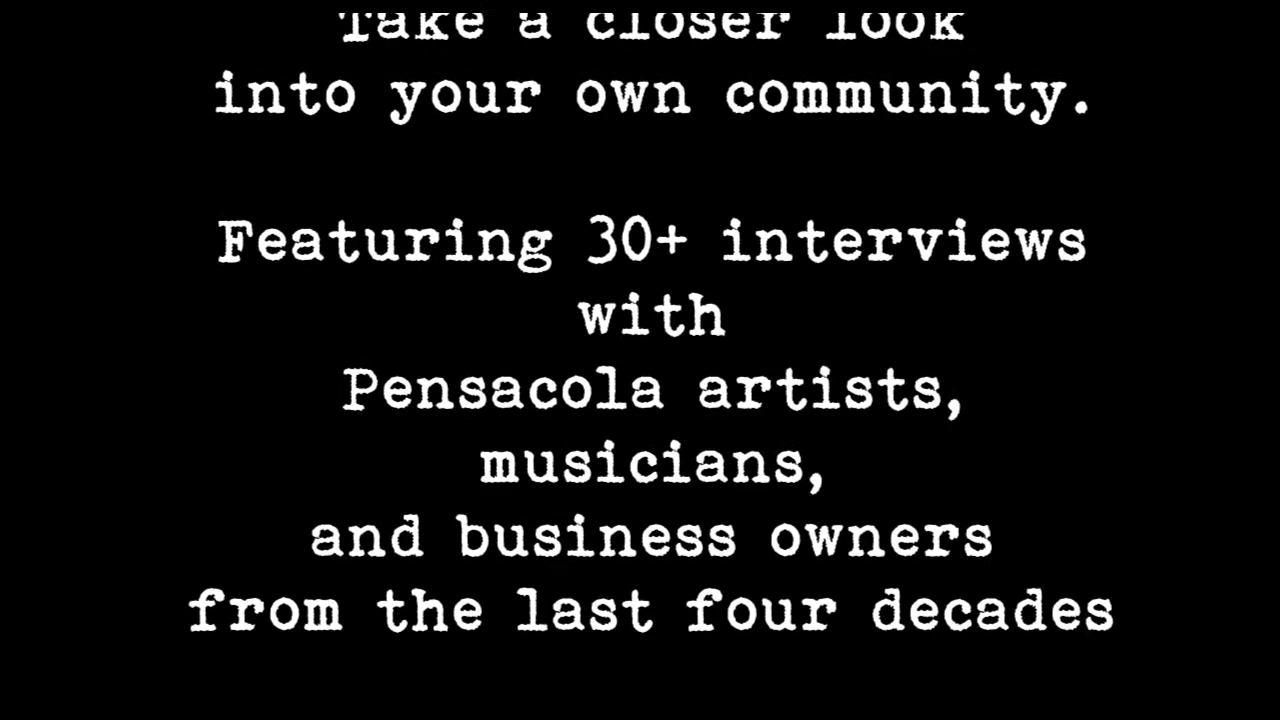 Take a closer look
into your own community.
Featuring 30+ interviews
with
Pensacola artists,
musicians,
and business owners
from the last four decades